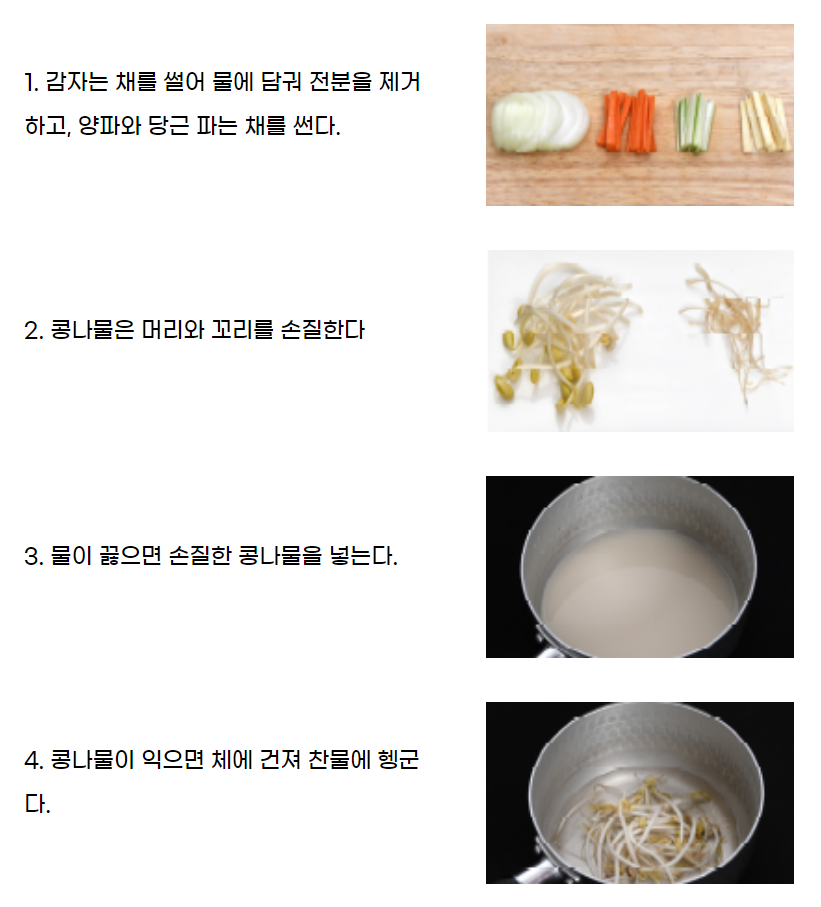 1. 감자는 채를 썰어 물에 담궈 전분을 제거
하고, 양파와 당근 파는 채를 썬다.
2. 콩나물은 머리와 꼬리를 손질한다
3. 물이 끓으면 손질한 콩나물을 넣는다.
4. 콩나물이 익으면 체에 건져 찬물에 헹군
다.